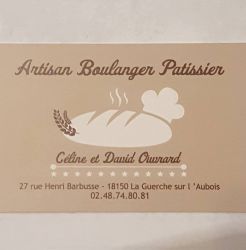 Artisan Boulanger Patissier
Céline et David Ouvrard
27 rue Henri Barbusse - 18150 La Guerche sur l 'Aubois
02.48.74.80.81